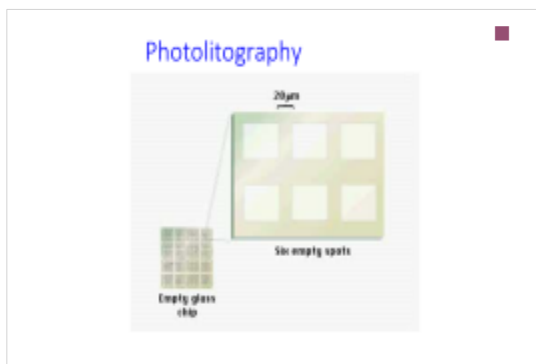 Photolitography
20µm
Six empty spots
Empty glass
chip